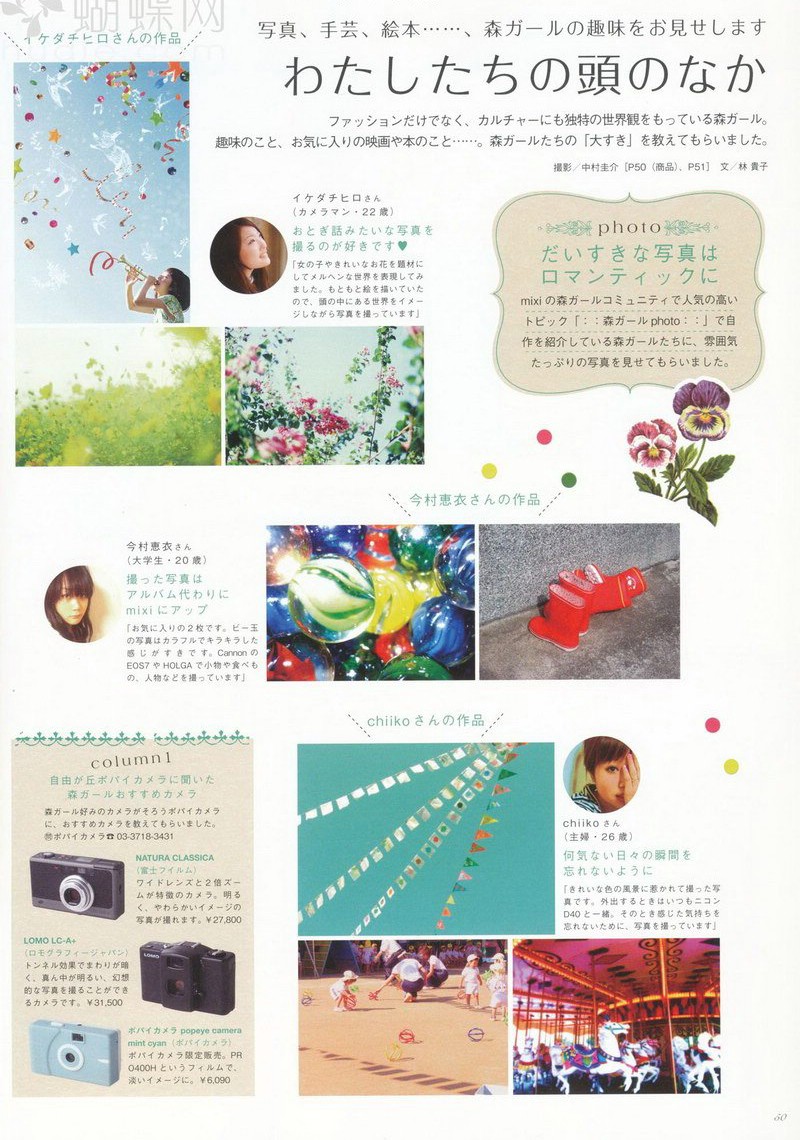 蝴蝶网
イケダチヒロさんの作品
写真、手芸、絵本……、森ガールの趣味をお見せします
わたしたちの頭のなか
ファッションだけでなく、カルチャーにも独特の世界観をもっている森ガール。
趣味のこと、お気に入りの映画や本のこと……。森ガールたちの「大すき」を教えてもらいました。
撮影／中村圭介［P50（商品）、P51］ 文／林 貴子
イケダチヒロさん
（カメラマン・22歳）
おとぎ話みたいな写真を
撮るのが好きです♥
「女の子やきれいなお花を題材に
してメルヘンな世界を表現してみ
ました。もともと絵を描いていた
ので、頭の中にある世界をイメー
ジしながら写真を撮っています」
photo
だいすきな写真は
ロマンティックに
mixiの森ガールコミュニティで人気の高い
トピック「：：森ガールphoto：：」で自
作を紹介している森ガールたちに、雰囲気
たっぷりの写真を見せてもらいました。
今村恵衣さんの作品
今村恵衣さん
（大学生・20歳）
撮った写真は
アルバム代わりに
mixiにアップ
「お気に入りの2枚です。ビー玉
の写真はカラフルでキラキラした
感じがすきです。Cannonの
EOS7やHOLGAで小物や食べも
の、人物などを撮っています」
chiikoさんの作品
chiikoさん
（主婦・26歳）
何気ない日々の瞬間を
忘れないように
「きれいな色の風景に惹かれて撮った写
真です。外出するときはいつもニコン
D40と一緒。そのとき感じた気持ちを
忘れないために、写真を撮っています」
column1
自由が丘ポパイカメラに聞いた
森ガールおすすめカメラ
森ガール好みのカメラがそろうポパイカメラ
に、おすすめカメラを教えてもらいました。
㉄ポパイカメラ☎03-3718-3431
NATURA CLASSICA
（富士フイルム）
ワイドレンズと2倍ズー
ムが特徴のカメラ。明る
く、やわらかいイメージの
写真が撮れます。￥27,800
LOMO LC-A+
（ロモグラフィージャパン）
トンネル効果でまわりが暗
く、真ん中が明るい、幻想
的な写真を撮ることができ
るカメラです。￥31,500
LOMO
ポパイカメラ popeye camera
mint cyan（ポパイカメラ）
ポパイカメラ限定販売。PR
O400Hというフィルムで、
淡いイメージに。￥6,090
50